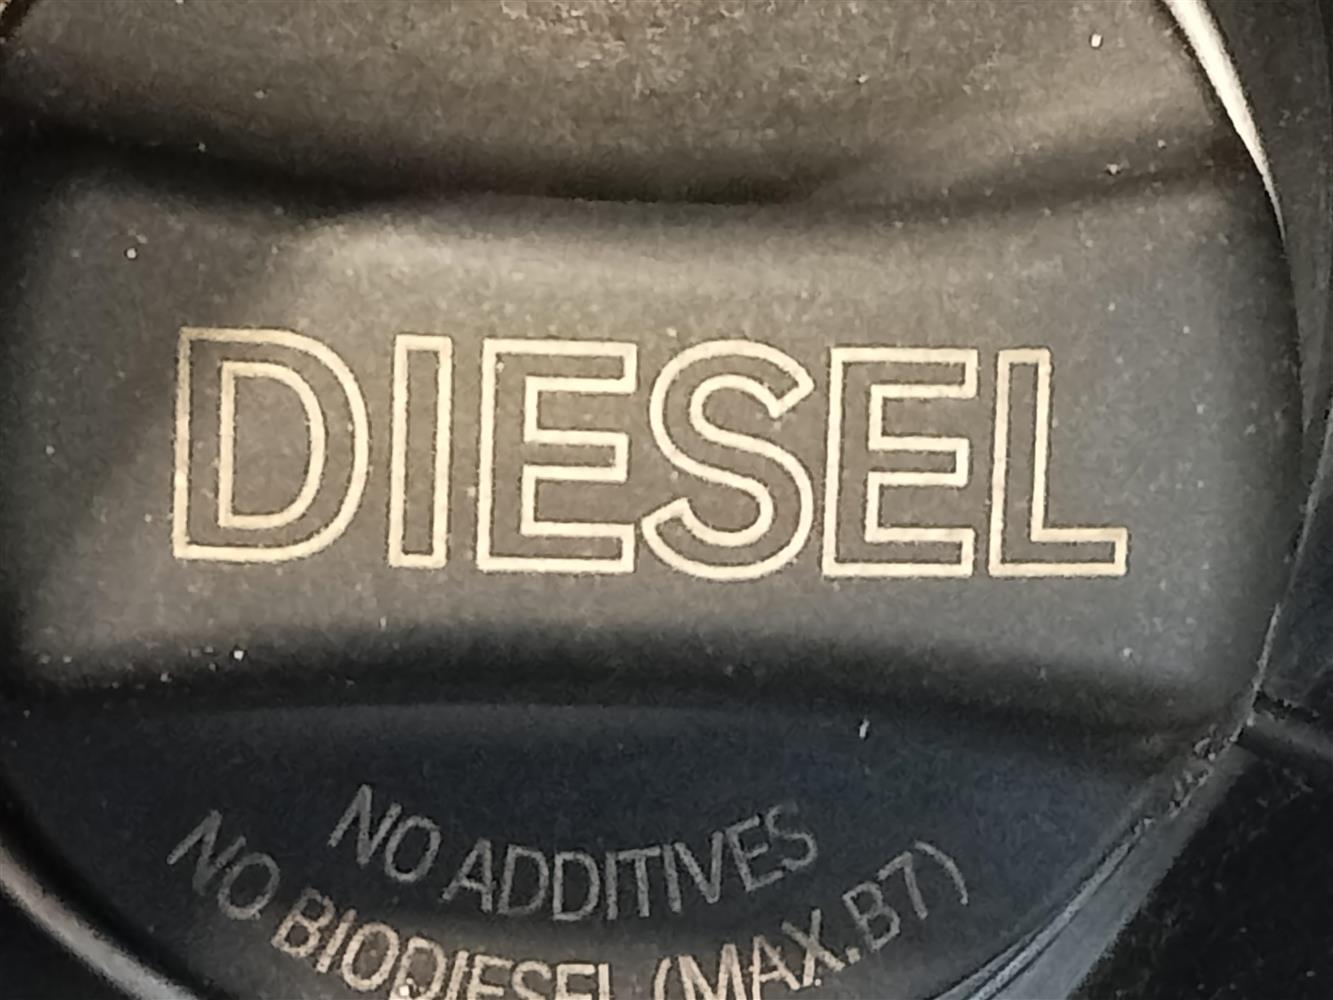 DIESEL
NO ADDITIVES
NO BIODIESEL (MAX.B7)